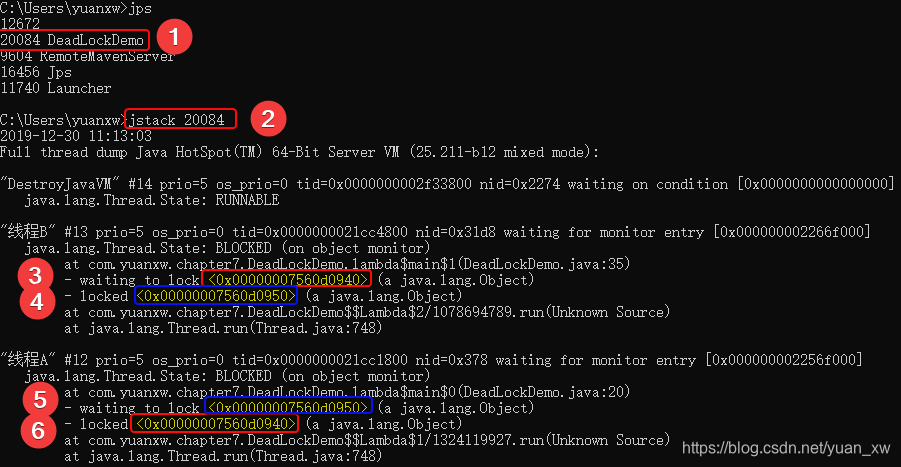 C:\Users\yuanxw>jps
12672
20084 DeadLockDemo
1
9604 RemoteMavenServer
16456 Jps
11740 Launcher
C:\Users\yuanxw>jstack 20084
2
2019-12-30 11:13:03
Full thread dump Java HotSpot(TM) 64-Bit Server VM (25.211-b12 mixed mode):
"DestroyJavaVM" #14 prio=5 os_prio=0 tid=0x0000000002f33800 nid=0x2274 waiting on condition [0x0000000000000000]
java.lang.Thread.State: RUNNABLE
"线程B" #13 prio=5 os_prio=0 tid=0x0000000021cc4800 nid=0x31d8 waiting for monitor entry [0x000000002266f000]
java.lang.Thread.State: BLOCKED (on object monitor)
at com.yuanxw.chapter7.DeadLockDemo.lambda$main$1(DeadLockDemo.java:35)
3
- waiting to lock <0x00000007560d0940> (a java.lang.Object)
4
- locked <0x00000007560d0950> (a java.lang.Object)
at com.yuanxw.chapter7.DeadLockDemo$$Lambda$2/1078694789.run(Unknown Source)
at java.lang.Thread.run(Thread.java:748)
"线程A" #12 prio=5 os_prio=0 tid=0x0000000021cc1800 nid=0x378 waiting for monitor entry [0x000000002256f000]
java.lang.Thread.State: BLOCKED (on object monitor)
at com.yuanxw.chapter7.DeadLockDemo.lambda$main$0(DeadLockDemo.java:20)
5
- waiting to lock <0x00000007560d0950> (a java.lang.Object)
6
- locked <0x00000007560d0940> (a java.lang.Object)
at com.yuanxw.chapter7.DeadLockDemo$$Lambda$1/1324119927.run(Unknown Source)
at java.lang.Thread.run(Thread.java:748)
https://blog.csdn.net/yuan_xw